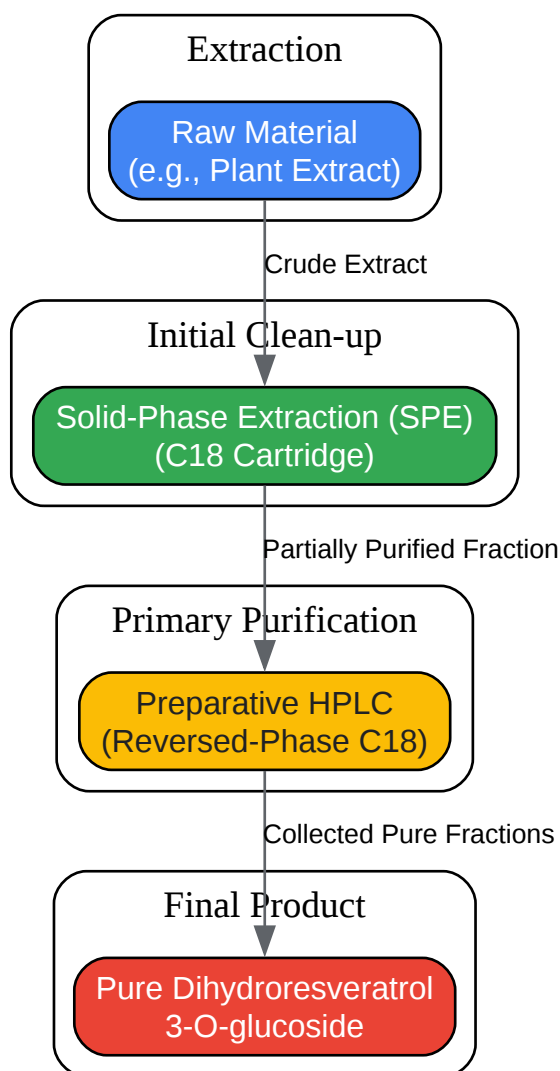 Extraction
Raw Material
(e.g., Plant Extract)
Crude Extract
Initial Clean-up
Solid-Phase Extraction (SPE)
(C18 Cartridge)
Partially Purified Fraction
Primary Purification
Preparative HPLC
(Reversed-Phase C18)
Collected Pure Fractions
Final Product
Pure Dihydroresveratrol
3-O-glucoside